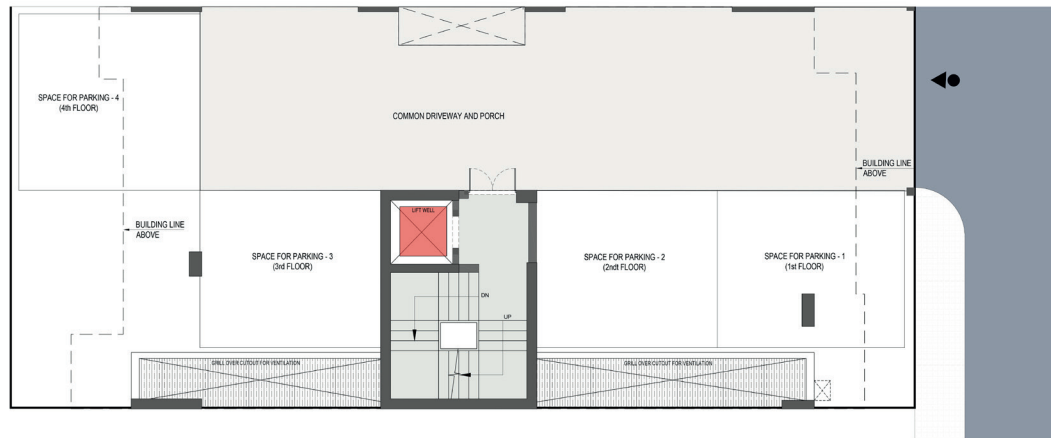 SPACE FOR PARKING - 4
(4th FLOOR)
COMMON DRIVEWAY AND PORCH
BUILDING LINE
ABOVE
LIFT WELL
BUILDING LINE
ABOVE
SPACE FOR PARKING - 3
(3rd FLOOR)
SPACE FOR PARKING - 2
(2ndt FLOOR)
SPACE FOR PARKING - 1
(1st FLOOR)
DN
UP
GRILL OVER CUTOUT FOR VENTILATION
GRILL OVER CUTOUT FOR VENTILATION